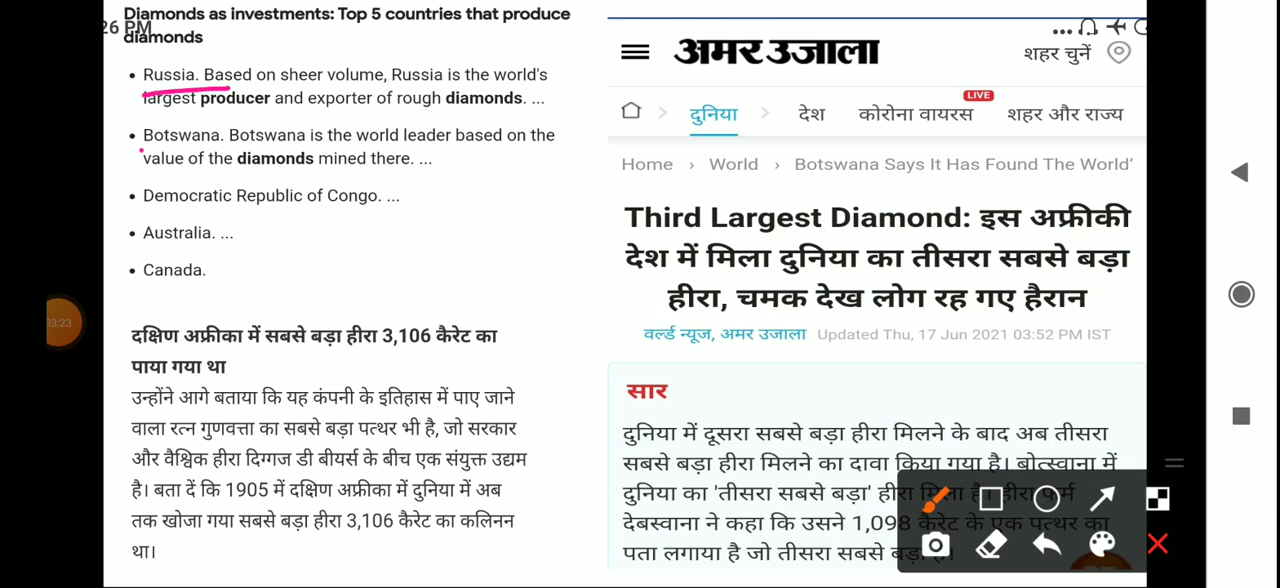 26 PM
Diamonds as investments: Top 5 countries that produce
diamonds
Russia. Based on sheer volume, Russia is the world's
largest producer and exporter of rough diamonds. ...
Botswana. Botswana is the world leader based on the
value of the diamonds mined there. ...
Democratic Republic of Congo. ...
Australia. ...
Canada.
03:23
दक्षिण अफ्रीका में सबसे बड़ा हीरा 3,106 कैरेट का
पाया गया था
उन्होंने आगे बताया कि यह कंपनी के इतिहास में पाए जाने
वाला रत्न गुणवत्ता का सबसे बड़ा पत्थर भी है, जो सरकार
और वैश्विक हीरा दिग्गज डी बीयर्स के बीच एक संयुक्त उद्यम
है। बता दें कि 1905 में दक्षिण अफ्रीका में दुनिया में अब
तक खोजा गया सबसे बड़ा हीरा 3,106 कैरेट का कलिनन
था।
अमर उजाला
शहर चुनें
LIVE
दुनिया देश कोरोना वायरस शहर और राज्य
Home › World › Botswana Says It Has Found The World'
Third Largest Diamond: इस अफ्रीकी
देश में मिला दुनिया का तीसरा सबसे बड़ा
हीरा, चमक देख लोग रह गए हैरान
वर्ल्ड न्यूज, अमर उजाला Updated Thu, 17 Jun 2021 03:52 PM IST
सार
दुनिया में दूसरा सबसे बड़ा हीरा मिलने के बाद अब तीसरा
सबसे बड़ा हीरा मिलने का दावा किया गया है। बोत्सवाना में
दुनिया का 'तीसरा सबसे बड़ा' हीरा मिला है। हीरा फर्म
देबस्वाना ने कहा कि उसने 1,098 कैरेट के एक पत्थर का
पता लगाया है जो तीसरा सबसे बड़ा है।